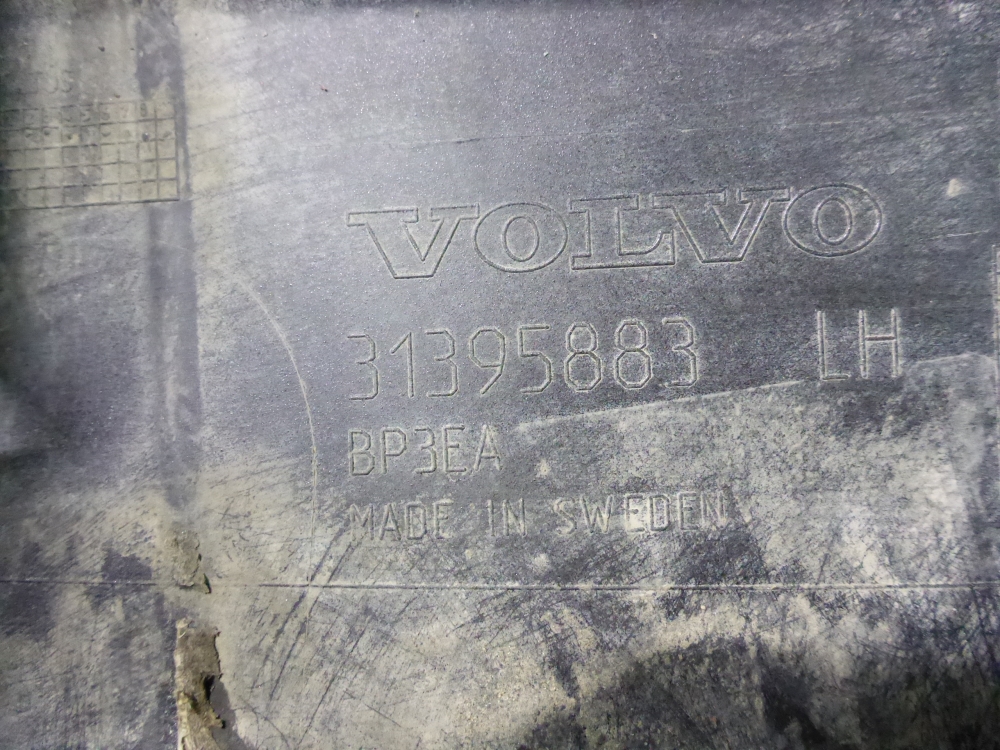 VOLVO
31395883 LH
BP3EA
MADE IN SWEDEN